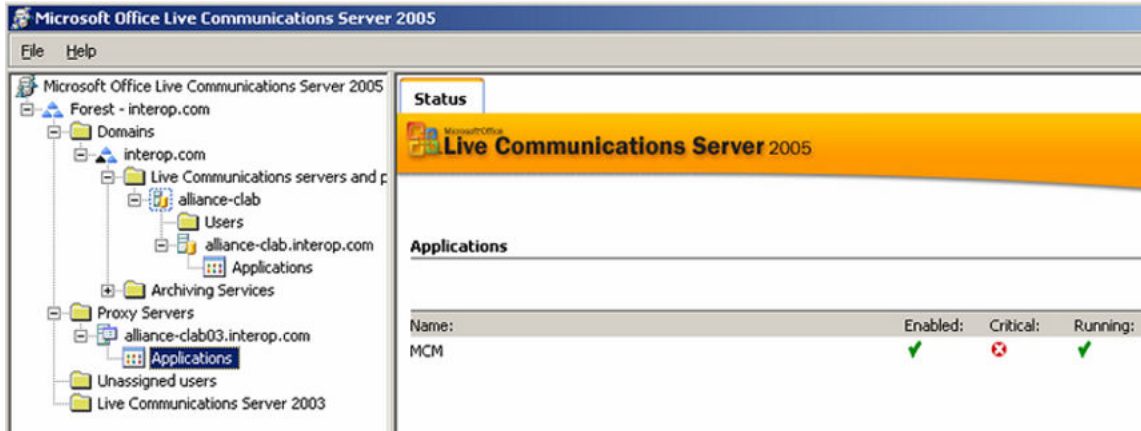 Microsoft Office Live Communications Server 2005
File Help
Microsoft Office Live Communications Server 2005
Forest - interop.com
Domains
interop.com
Live Communications servers and p
alliance-clab
Users
alliance-clab.interop.com
Applications
Archiving Services
Proxy Servers
alliance-clab03.interop.com
Applications
Unassigned users
Live Communications Server 2003
Status
Microsoft Office
Live Communications Server 2005
Applications
Name: Enabled: Critical: Running:
MCM